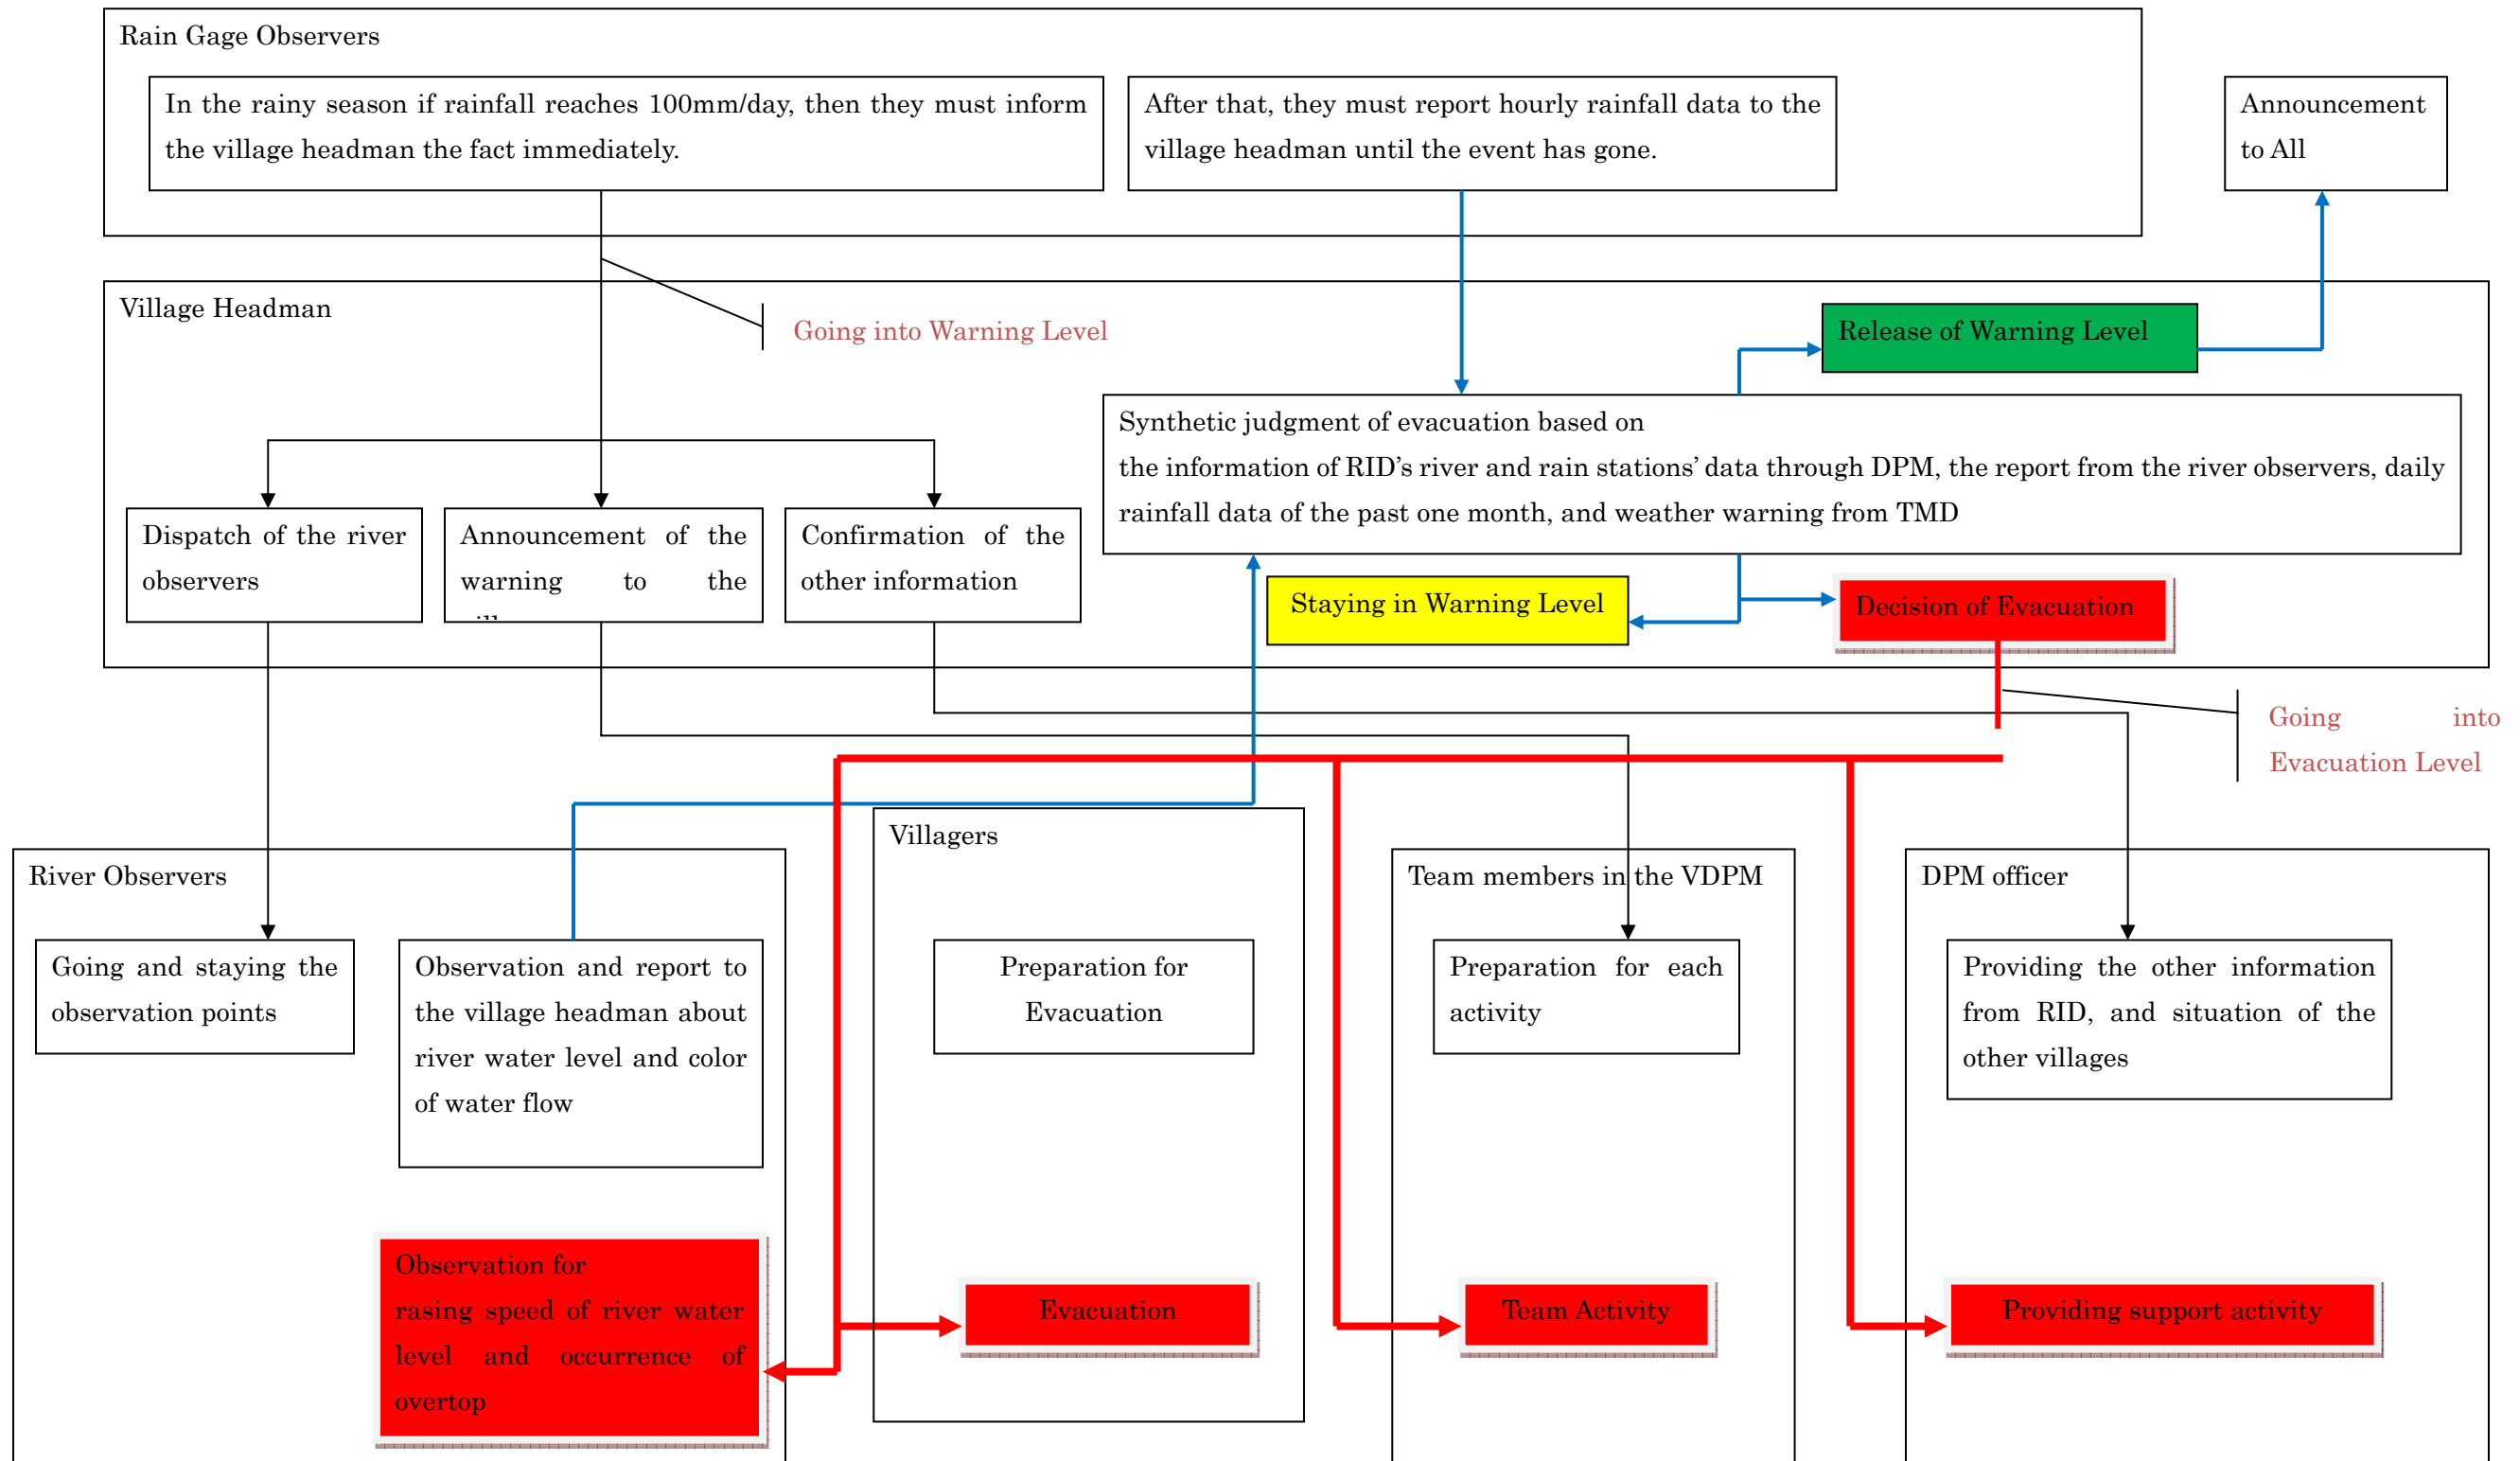 Rain Gage Observers
In the rainy season if rainfall reaches 100mm/day, then they must inform
the village headman the fact immediately.
After that, they must report hourly rainfall data to the
village headman until the event has gone.
Announcement
to All
Village Headman
Going into Warning Level
Release of Warning Level
Synthetic judgment of evacuation based on
the information of RID’s river and rain stations’ data through DPM, the report from the river observers, daily
rainfall data of the past one month, and weather warning from TMD
Dispatch of the river
observers
Announcement of the
warning to the
Confirmation of the
other information
Staying in Warning Level
Decision of Evacuation
Going into
Evacuation Level
River Observers
Going and staying the
observation points
Observation and report to
the village headman about
river water level and color
of water flow
Observation for
rasing speed of river water
level and occurrence of
overtop
Villagers
Preparation for
Evacuation
Evacuation
Team members in the VDPM
Preparation for each
activity
Team Activity
DPM officer
Providing the other information
from RID, and situation of the
other villages
Providing support activity